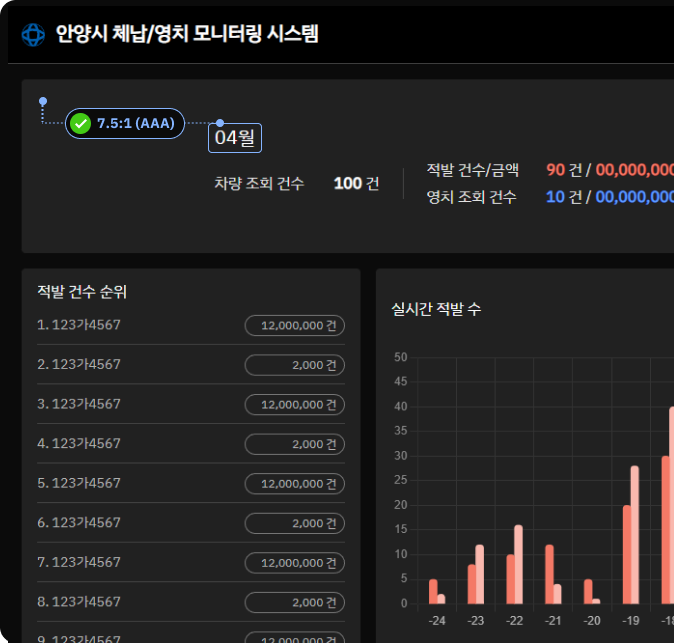 안양시 체납/영치 모니터링 시스템
7.5:1 (AAA)
04월
차량 조회 건수 100 건
적발 건수/금액 90 건 / 00,000,000
영치 조회 건수 10 건 / 00,000,000
적발 건수 순위
1. 123가4567 12,000,000 건
2. 123가4567 2,000 건
3. 123가4567 12,000,000 건
4. 123가4567 2,000 건
5. 123가4567 12,000,000 건
6. 123가4567 2,000 건
7. 123가4567 12,000,000 건
8. 123가4567 2,000 건
9. 123가4567 12,000,000 건
실시간 적발 수
50
45
40
35
30
25
20
15
10
5
0
-24 -23 -22 -21 -20 -19 -18